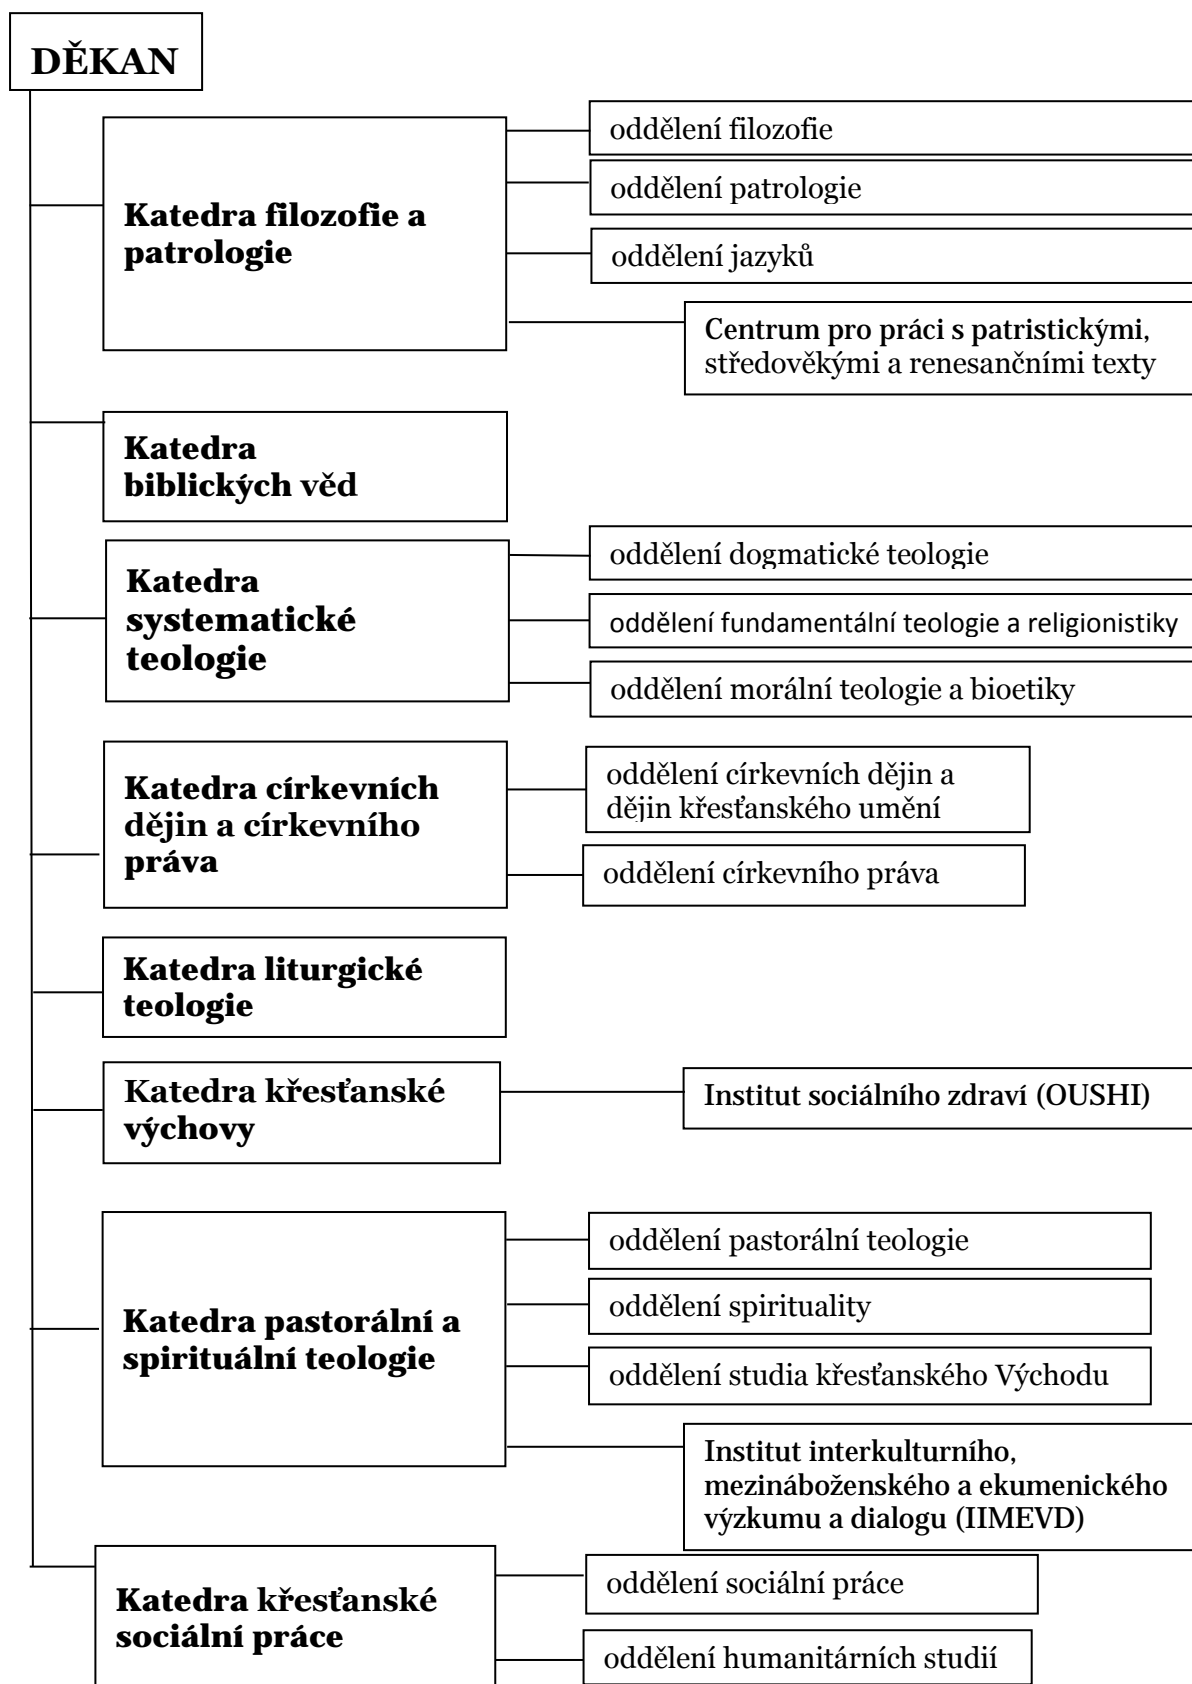 DĚKAN
oddělení filozofie
oddělení patrologie
Katedra filozofie a
patrologie
oddělení jazyků
Centrum pro práci s patristickými,
středověkými a renesančními texty
Katedra
biblických věd
oddělení dogmatické teologie
Katedra
systematické
teologie
oddělení fundamentální teologie a religionistiky
oddělení morální teologie a bioetiky
Katedra církevních
dějin a církevního
práva
oddělení církevních dějin a
dějin křesťanského umění
oddělení církevního práva
Katedra liturgické
teologie
Katedra křesťanské
výchovy
Institut sociálního zdraví (OUSHI)
oddělení pastorální teologie
oddělení spirituality
Katedra pastorální a
spirituální teologie
oddělení studia křesťanského Východu
Institut interkulturního,
mezináboženského a ekumenického
výzkumu a dialogu (IIMEVD)
Katedra křesťanské
sociální práce
oddělení sociální práce
oddělení humanitárních studií